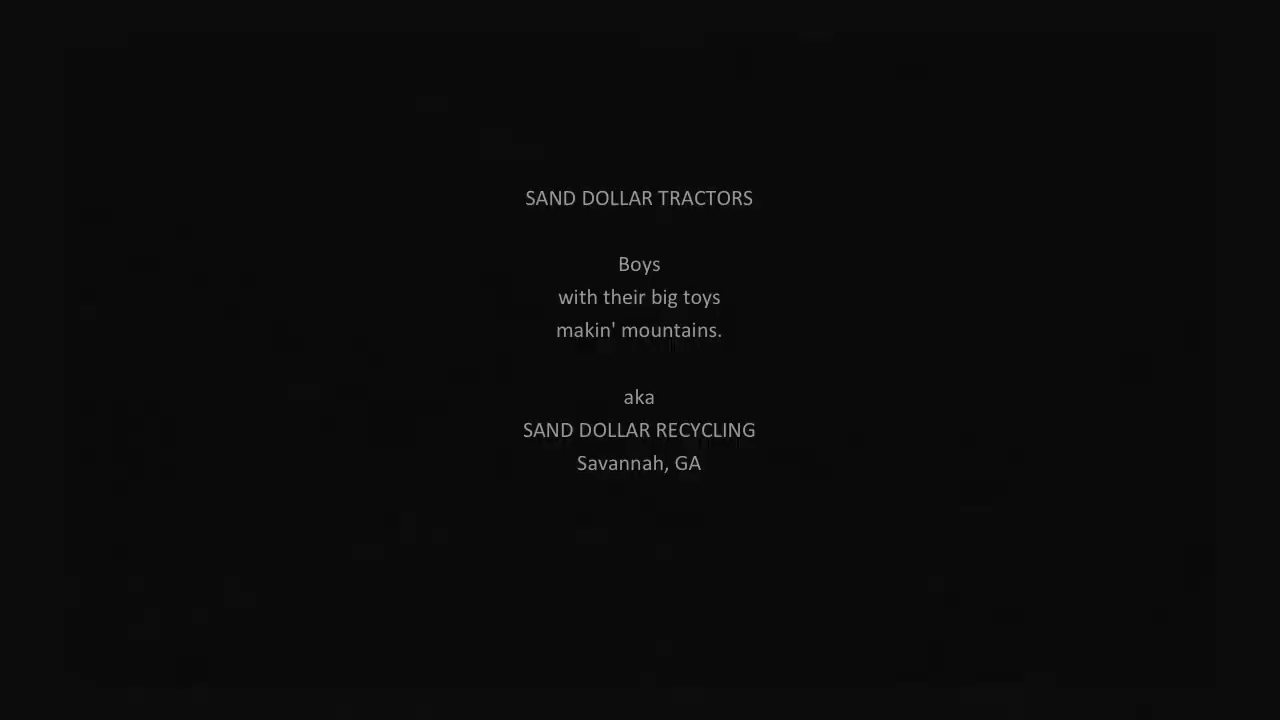 SAND DOLLAR TRACTORS
Boys
with their big toys
makin' mountains.
aka
SAND DOLLAR RECYCLING
Savannah, GA